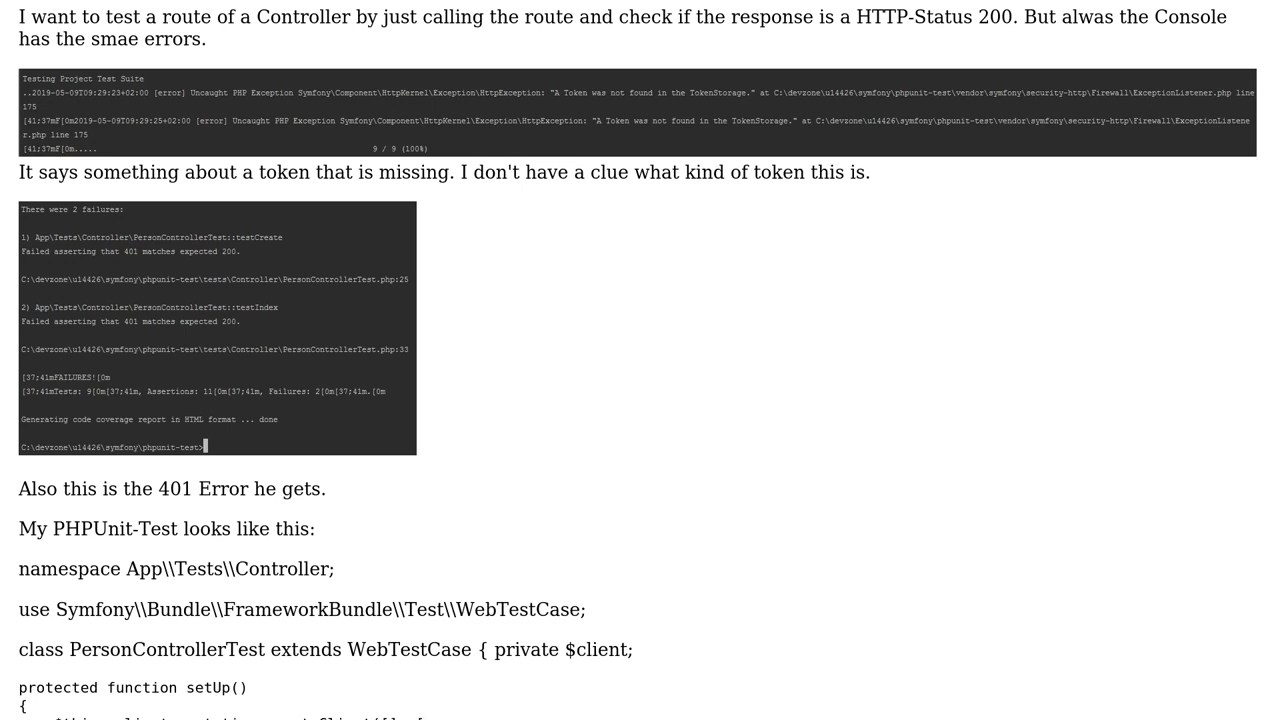 I want to test a route of a Controller by just calling the route and check if the response is a HTTP-Status 200. But alwas the Console
has the smae errors.
Testing Project Test Suite
..2019-05-09T09:29:23+02:00 [error] Uncaught PHP Exception Symfony\Component\HttpKernel\Exception\HttpException: "A Token was not found in the TokenStorage." at C:\devzone\u14426\symfony\phpunit-test\vendor\symfony\security-http\Firewall\ExceptionListener.php line
175
[41;37mF[0m2019-05-09T09:29:25+02:00 [error] Uncaught PHP Exception Symfony\Component\HttpKernel\Exception\HttpException: "A Token was not found in the TokenStorage." at C:\devzone\u14426\symfony\phpunit-test\vendor\symfony\security-http\Firewall\ExceptionListene
r.php line 175
[41;37mF[0m..... 9 / 9 (100%)
It says something about a token that is missing. I don't have a clue what kind of token this is.
There were 2 failures:
1) App\Tests\Controller\PersonControllerTest::testCreate
Failed asserting that 401 matches expected 200.
C:\devzone\u14426\symfony\phpunit-test\tests\Controller\PersonControllerTest.php:25
2) App\Tests\Controller\PersonControllerTest::testIndex
Failed asserting that 401 matches expected 200.
C:\devzone\u14426\symfony\phpunit-test\tests\Controller\PersonControllerTest.php:33
[37;41mFAILURES![0m
[37;41mTests: 9[0m[37;41m, Assertions: 11[0m[37;41m, Failures: 2[0m[37;41m.[0m
Generating code coverage report in HTML format ... done
C:\devzone\u14426\symfony\phpunit-test>
Also this is the 401 Error he gets.
My PHPUnit-Test looks like this:
namespace App\\Tests\\Controller;
use Symfony\\Bundle\\FrameworkBundle\\Test\\WebTestCase;
class PersonControllerTest extends WebTestCase { private $client;
protected function setUp()
{